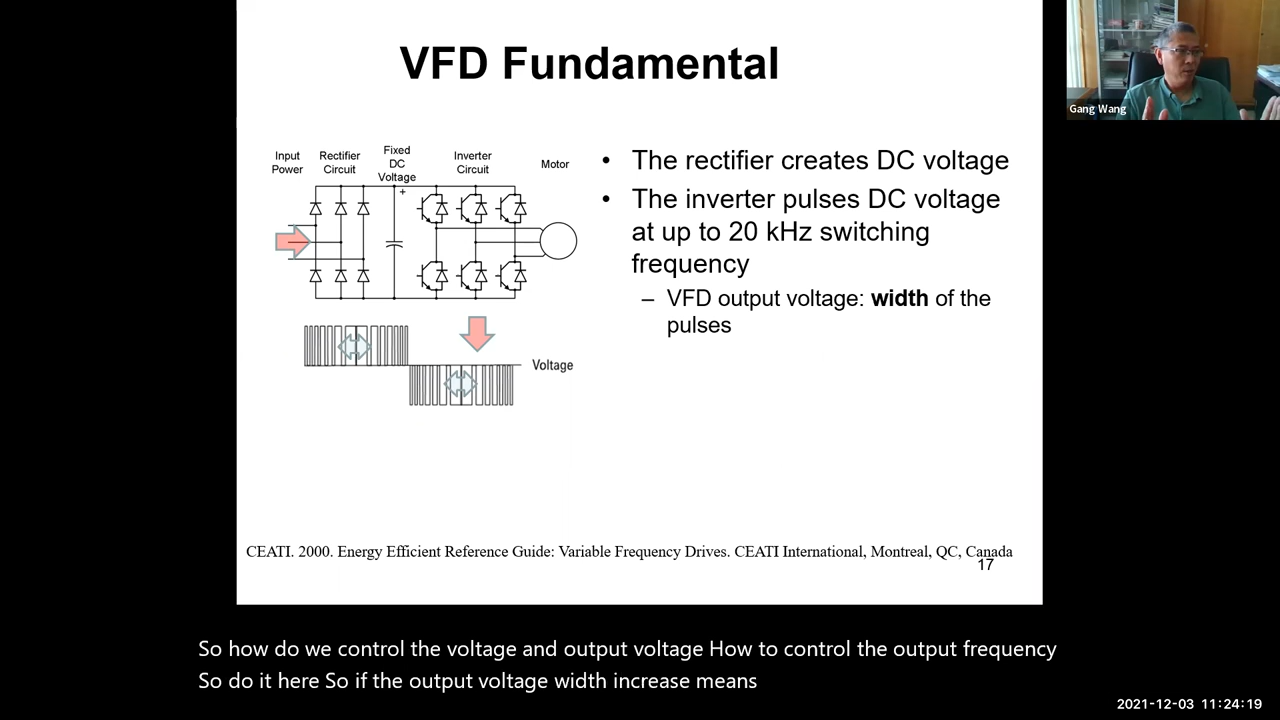 VFD Fundamental
Gang Wang
Input
Power
Rectifier
Circuit
Fixed
DC
Voltage
+
Inverter
Circuit
Motor
Voltage
• The rectifier creates DC voltage
• The inverter pulses DC voltage
at up to 20 kHz switching
frequency
– VFD output voltage: width of the
pulses
CEATI. 2000. Energy Efficient Reference Guide: Variable Frequency Drives. CEATI International, Montreal, QC, Canada
17
So how do we control the voltage and output voltage How to control the output frequency
So do it here So if the output voltage width increase means
2021-12-03 11:24:19